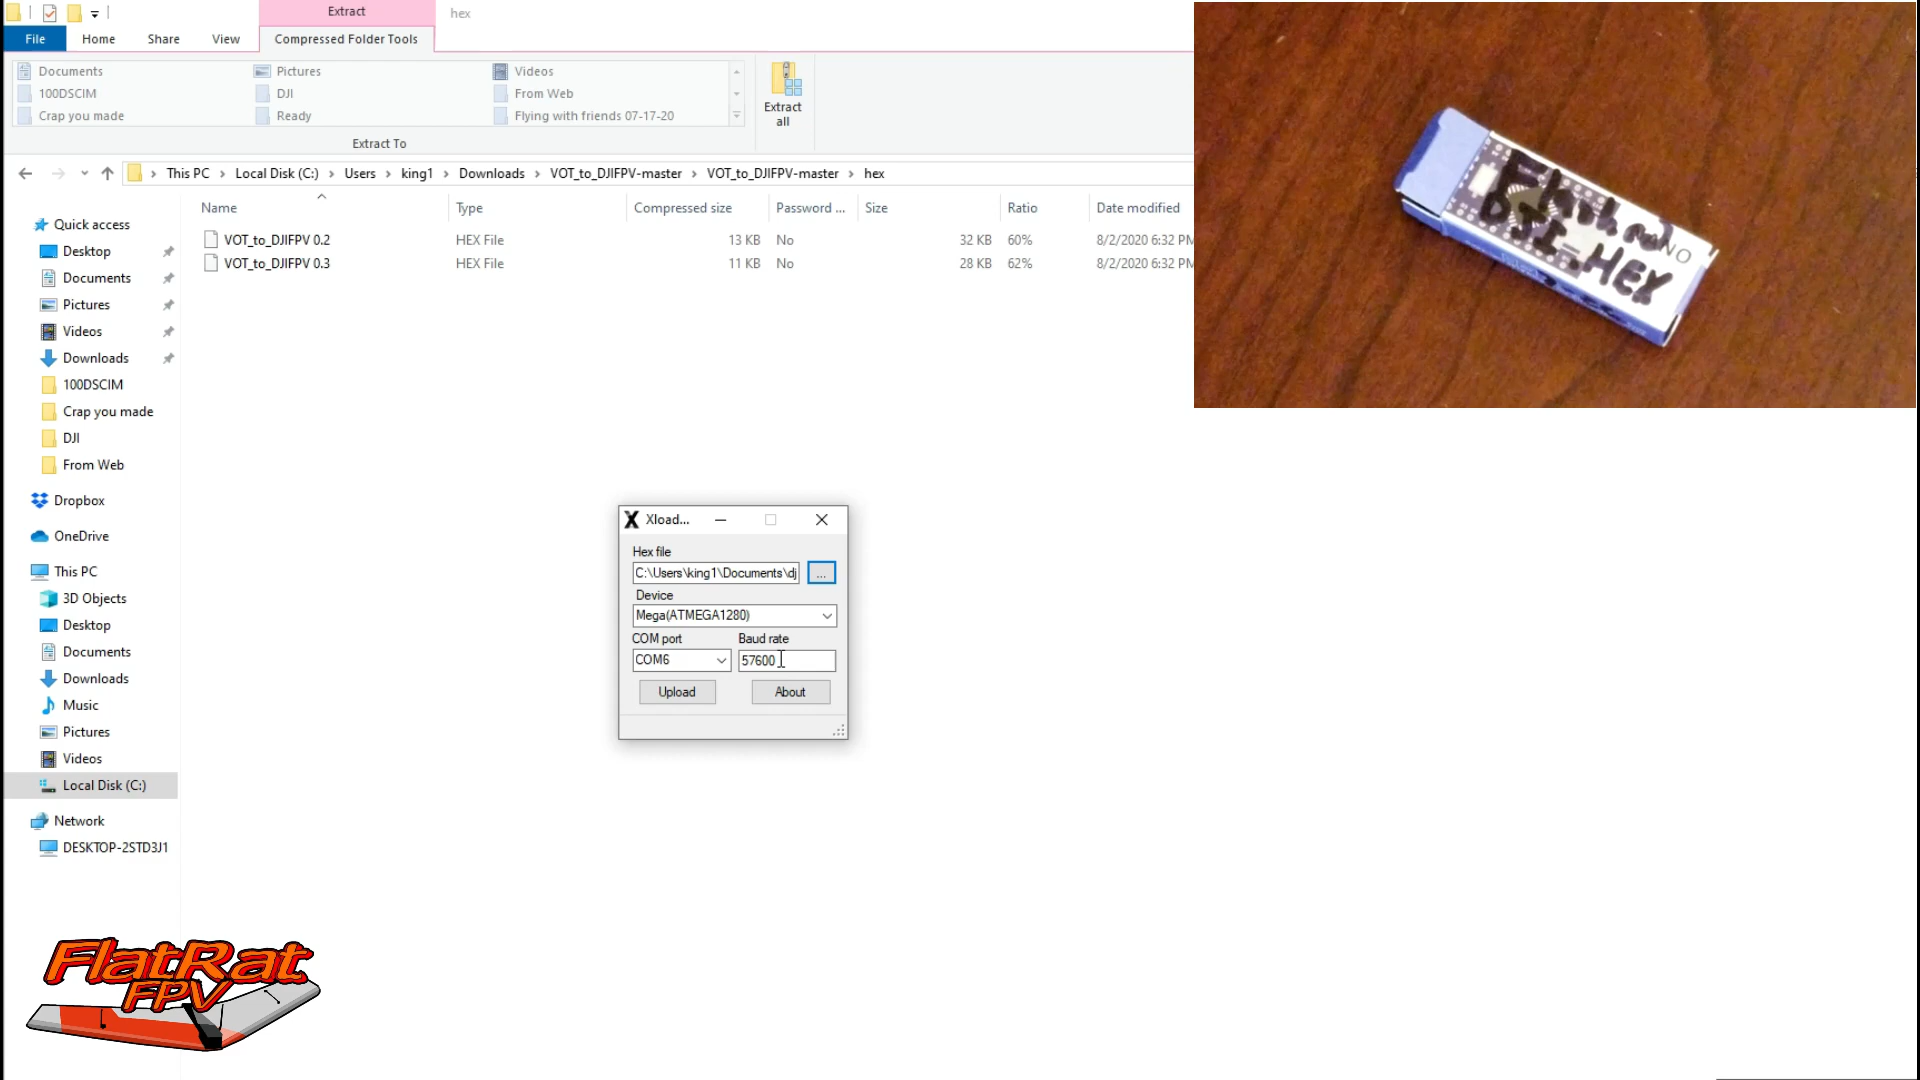 Extract
hex
File
Home
Share
View
Compressed Folder Tools
Documents
Pictures
Videos
100DSCIM
DJI
From Web
Crap you made
Ready
Flying with friends 07-17-20
Extract
all
Extract To
This PC
Local Disk (C:)
Users
king1
Downloads
VOT_to_DJIFPV-master
VOT_to_DJIFPV-master
hex
Name
Type
Compressed size
Password ...
Size
Ratio
Date modified
VOT_to_DJIFPV 0.2
HEX File
13 KB
No
32 KB
60%
8/2/2020 6:32 PM
VOT_to_DJIFPV 0.3
HEX File
11 KB
No
28 KB
62%
8/2/2020 6:32 PM
Quick access
Desktop
Documents
Pictures
Videos
Downloads
100DSCIM
Crap you made
DJI
From Web
Dropbox
OneDrive
This PC
3D Objects
Desktop
Documents
Downloads
Music
Pictures
Videos
Local Disk (C:)
Network
DESKTOP-2STD3J1
Xload...
Hex file
C:\Users\king1\Documents\dj
...
Device
Mega(ATMEGA1280)
COM port
Baud rate
COM6
57600
Upload
About
DJI.HEX
FlatRat
FPV